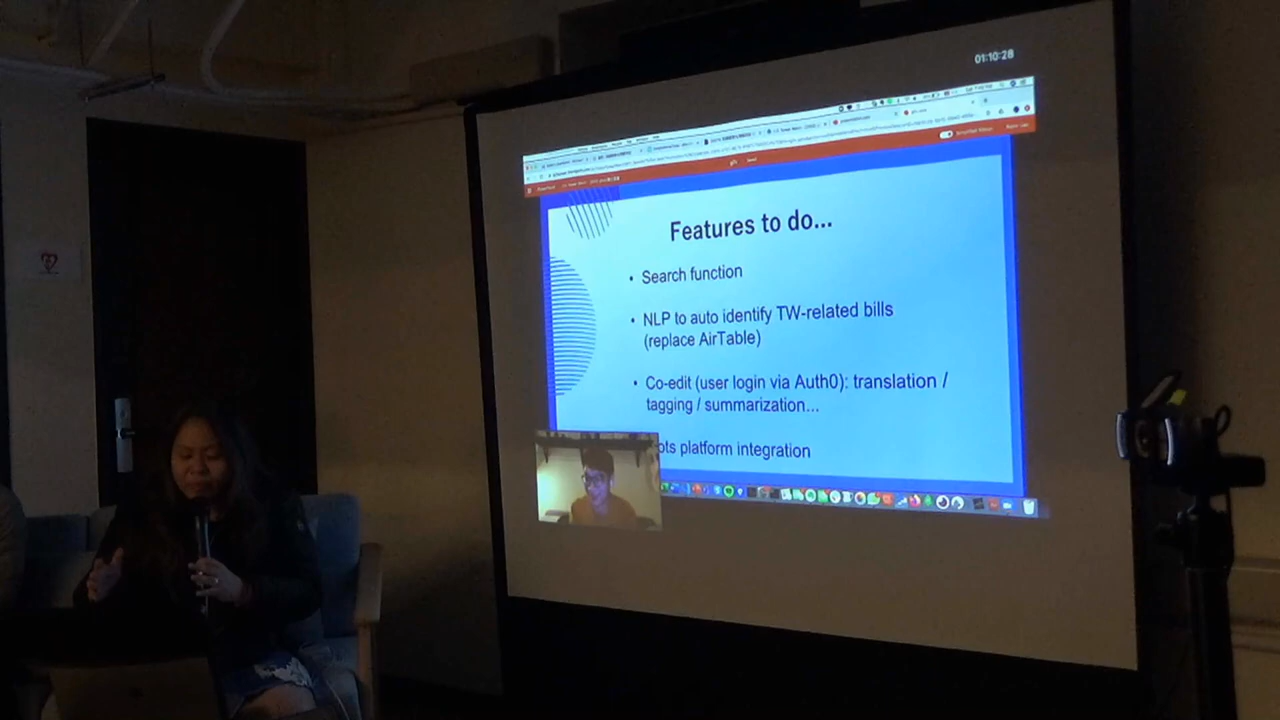 01:10:28
Features to do...
• Search function
• NLP to auto identify TW-related bills
(replace AirTable)
• Co-edit (user login via Auth0): translation /
tagging / summarization...
platform integration